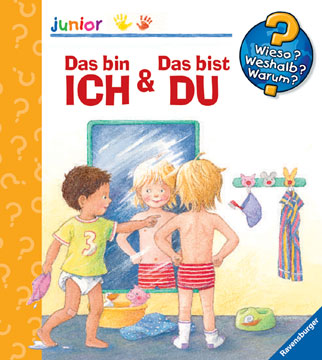 junior
Das bin
ICH
&
Das bist
DU
?
Wieso?
Weshalb?
Warum?
3
Ravensburger